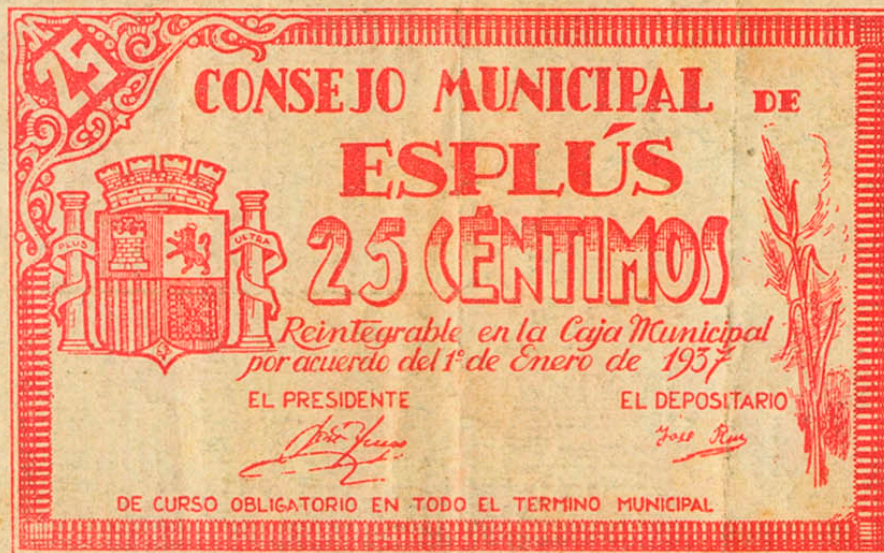 25
CONSEJO MUNICIPAL DE
ESPLÚS
PLUS ULTRA
25 CÉNTIMOS
Reintegrable en la Caja Municipal
por acuerdo del 1º de Enero de 1937
EL PRESIDENTE EL DEPOSITARIO
José
DE CURSO OBLIGATORIO EN TODO EL TERMINO MUNICIPAL